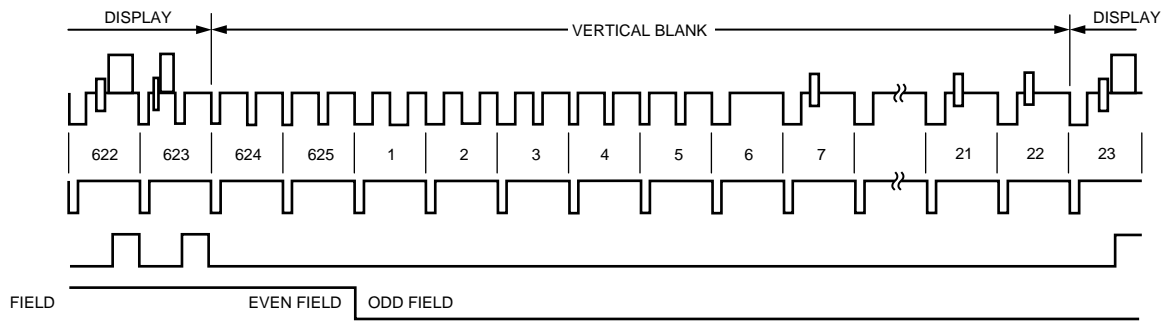 DISPLAY VERTICAL BLANK DISPLAY
622 623 624 625 1 2 3 4 5 6 7 21 22 23
FIELD EVEN FIELD ODD FIELD